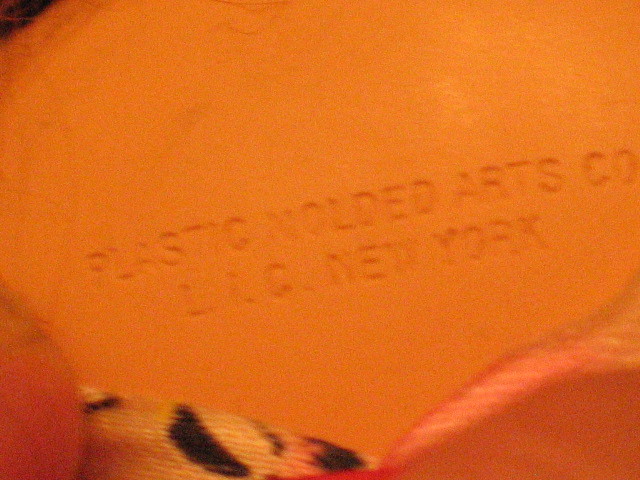 PLASTIC MOLDED ARTS CO
L.I.C. NEW YORK